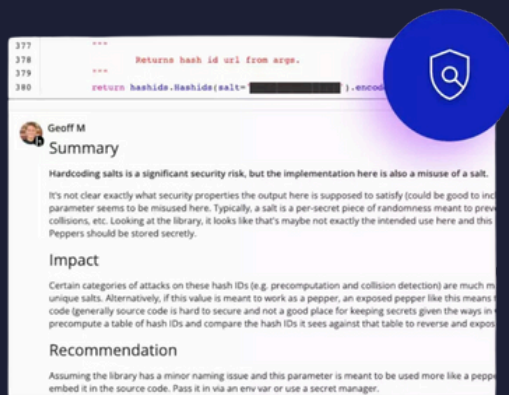 377 """
378 Returns hash id url from args.
379 """
380 return hashids.Hashids(salt=' ').encode
Geoff M
Summary
Hardcoding salts is a significant security risk, but the implementation here is also a misuse of a salt.
It's not clear exactly what security properties the output here is supposed to satisfy (could be good to incl
parameter seems to be misused here. Typically, a salt is a per-secret piece of randomness meant to prev
collisions, etc. Looking at the library, it looks like that's maybe not exactly the intended use here and this
Peppers should be stored secretly.
Impact
Certain categories of attacks on these hash IDs (e.g. precomputation and collision detection) are much m
unique salts. Alternatively, if this value is meant to work as a pepper, an exposed pepper like this means
code (generally source code is hard to secure and not a good place for keeping secrets given the ways in
precompute a table of hash IDs and compare the hash IDs it sees against that table to reverse and expos
Recommendation
Assuming the library has a minor naming issue and this parameter is meant to be used more like a peppe
embed it in the source code. Pass it in via an env var or use a secret manager.